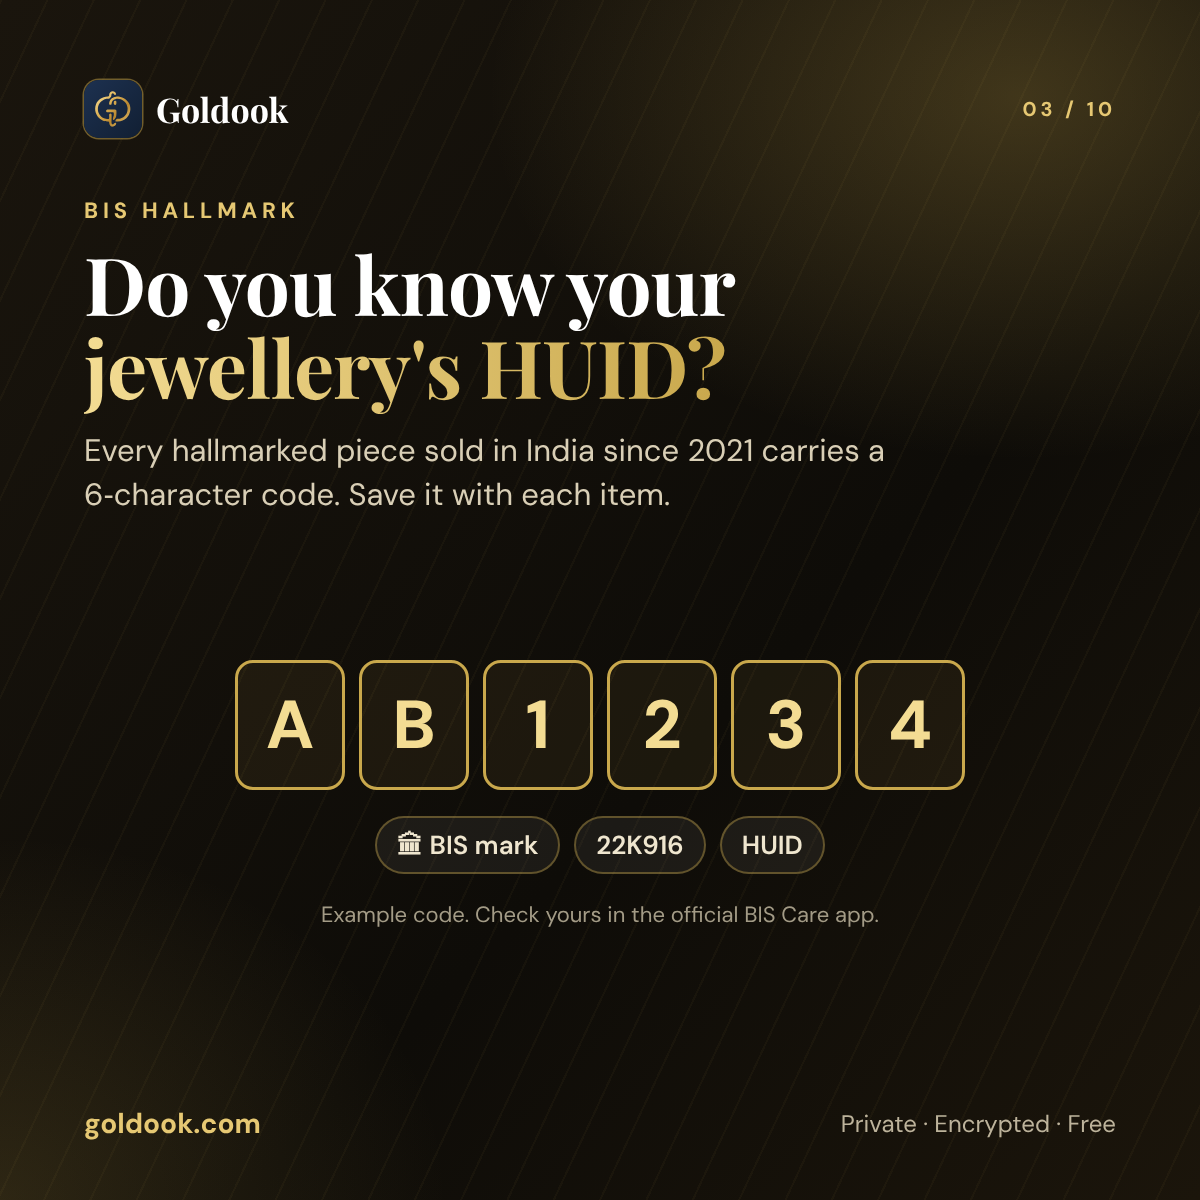 Goldook
03 / 10
BIS HALLMARK
Do you know your
jewellery's HUID?
Every hallmarked piece sold in India since 2021 carries a
6-character code. Save it with each item.
A B 1 2 3 4
BIS mark 22K916 HUID
Example code. Check yours in the official BIS Care app.
goldook.com
Private · Encrypted · Free